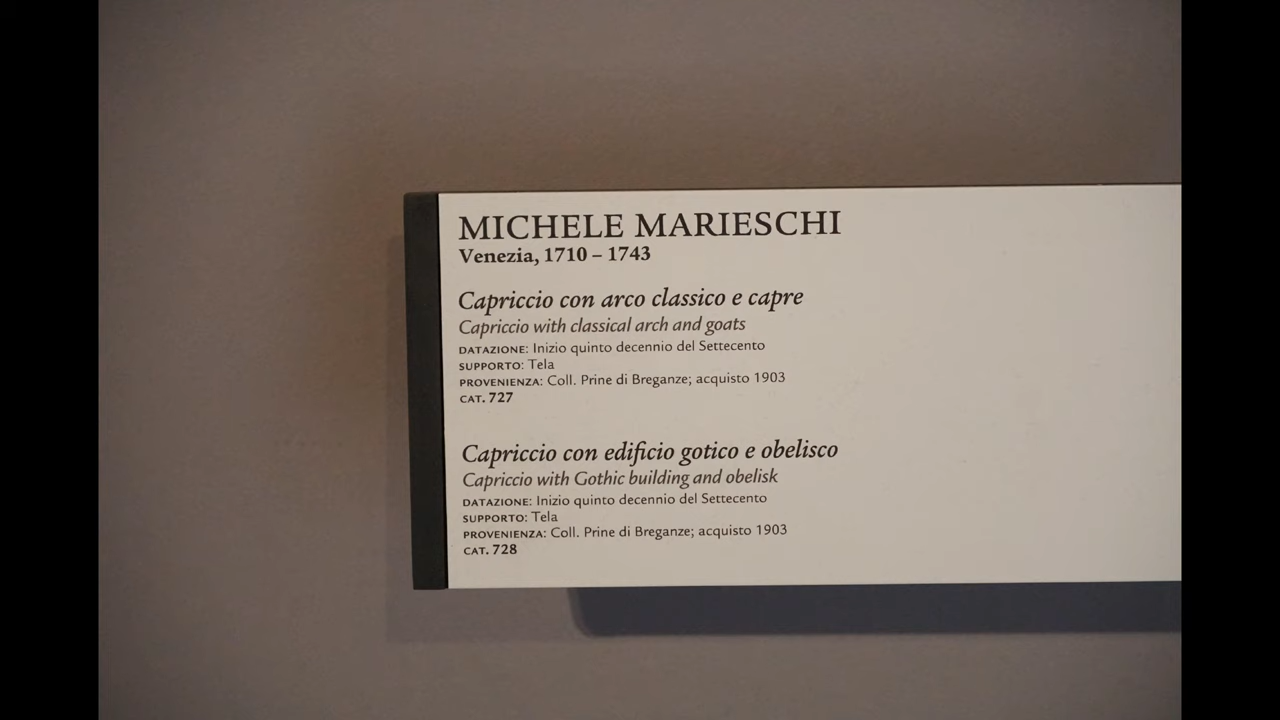 MICHELE MARIESCHI
Venezia, 1710 – 1743
Capriccio con arco classico e capre
Capriccio with classical arch and goats
DATAZIONE: Inizio quinto decennio del Settecento
SUPPORTO: Tela
PROVENIENZA: Coll. Prine di Breganze; acquisto 1903
CAT. 727
Capriccio con edificio gotico e obelisco
Capriccio with Gothic building and obelisk
DATAZIONE: Inizio quinto decennio del Settecento
SUPPORTO: Tela
PROVENIENZA: Coll. Prine di Breganze; acquisto 1903
CAT. 728